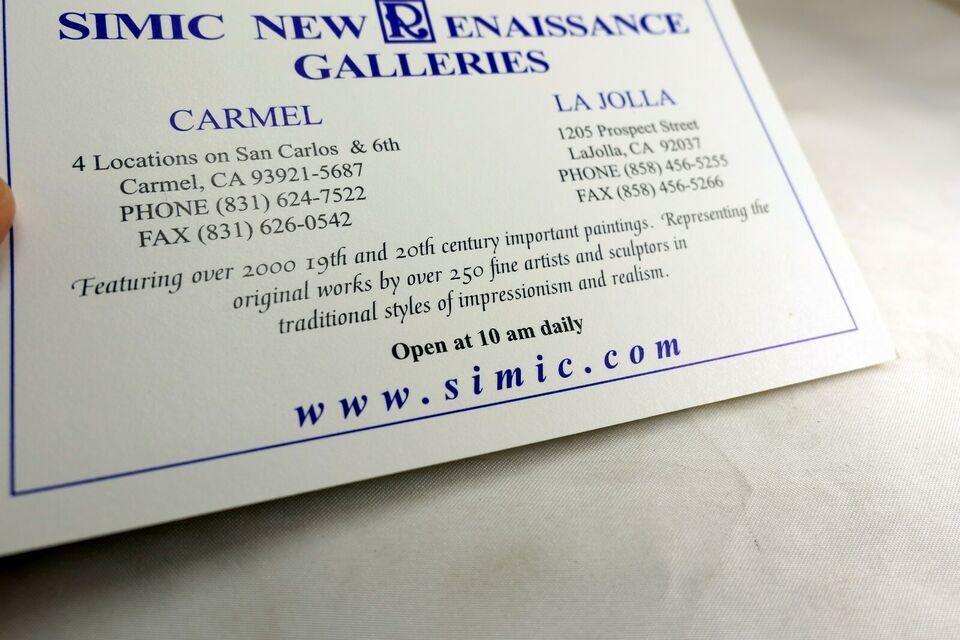 SIMIC NEW RENAISSANCE
GALLERIES
CARMEL
4 Locations on San Carlos & 6th
Carmel, CA 93921-5687
PHONE (831) 624-7522
FAX (831) 626-0542
LA JOLLA
1205 Prospect Street
LaJolla, CA 92037
PHONE (858) 456-5255
FAX (858) 456-5266
Featuring over 2000 19th and 20th century important paintings. Representing the
original works by over 250 fine artists and sculptors in
traditional styles of impressionism and realism.
Open at 10 am daily
www.simic.com